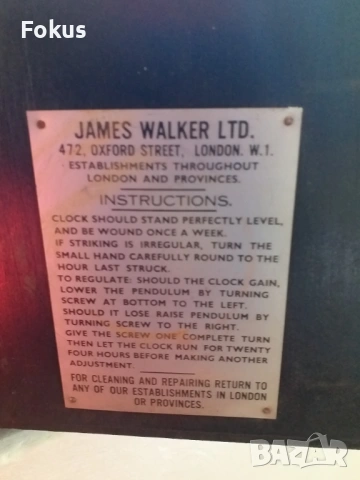 Fokus
JAMES WALKER LTD.
472, OXFORD STREET, LONDON. W.1.
ESTABLISHMENTS THROUGHOUT
LONDON AND PROVINCES.
INSTRUCTIONS.
CLOCK SHOULD STAND PERFECTLY LEVEL,
AND BE WOUND ONCE A WEEK.
IF STRIKING IS IRREGULAR, TURN THE
SMALL HAND CAREFULLY ROUND TO THE
HOUR LAST STRUCK.
TO REGULATE: SHOULD THE CLOCK GAIN,
LOWER THE PENDULUM BY TURNING
SCREW AT BOTTOM TO THE LEFT.
SHOULD IT LOSE RAISE PENDULUM BY
TURNING SCREW TO THE RIGHT.
GIVE THE SCREW ONE COMPLETE TURN
THEN LET THE CLOCK RUN FOR TWENTY
FOUR HOURS BEFORE MAKING ANOTHER
ADJUSTMENT.
FOR CLEANING AND REPAIRING RETURN TO
ANY OF OUR ESTABLISHMENTS IN LONDON
OR PROVINCES.
BAZAR